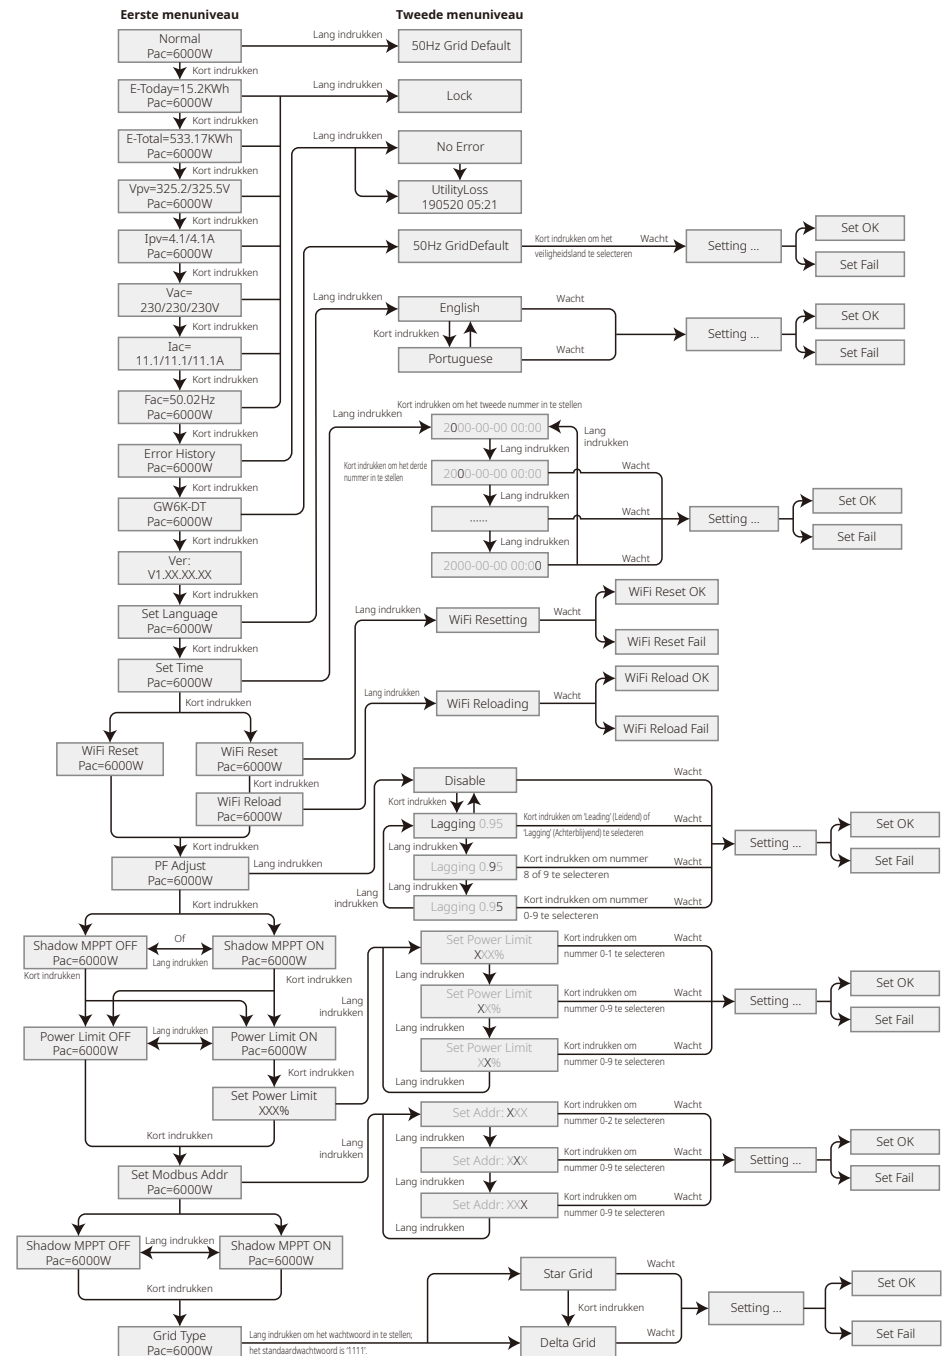 Eerste menuniveau
Tweede menuniveau
Normal
Pac=6000W
Lang indrukken
50Hz Grid Default
Kort indrukken
E-Today=15.2KWh
Pac=6000W
Lang indrukken
Lock
Kort indrukken
E-Total=533.17KWh
Pac=6000W
Lang indrukken
No Error
Kort indrukken
Vpv=325.2/325.5V
Pac=6000W
UtilityLoss
190520 05:21
Kort indrukken
Ipv=4.1/4.1A
Pac=6000W
50Hz GridDefault
Kort indrukken om het
veiligheidsland te selecteren
Wacht
Setting ...
Set OK
Set Fail
Kort indrukken
Vac=
230/230/230V
Lang indrukken
English
Wacht
Kort indrukken
Portuguese
Wacht
Setting ...
Set OK
Set Fail
Kort indrukken
Iac=
11.1/11.1/11.1A
Kort indrukken
Fac=50.02Hz
Pac=6000W
Kort indrukken om het tweede nummer in te stellen
Lang indrukken
2000-00-00 00:00
Lang
indrukken
Kort indrukken
Lang indrukken
Error History
Pac=6000W
Kort indrukken om het derde
nummer in te stellen
2000-00-00 00:00
Wacht
Kort indrukken
Lang indrukken
GW6K-DT
Pac=6000W
......
Wacht
Setting ...
Set OK
Set Fail
Kort indrukken
Lang indrukken
Ver:
V1.XX.XX.XX
2000-00-00 00:00
Wacht
Kort indrukken
Set Language
Pac=6000W
Lang indrukken
WiFi Resetting
Wacht
WiFi Reset OK
WiFi Reset Fail
Kort indrukken
Set Time
Pac=6000W
Kort indrukken
Lang indrukken
WiFi Reloading
Wacht
WiFi Reload OK
WiFi Reload Fail
WiFi Reset
Pac=6000W
WiFi Reset
Pac=6000W
Kort indrukken
WiFi Reload
Pac=6000W
Kort indrukken
Disable
Wacht
Kort indrukken
Lagging 0.95
Kort indrukken om 'Leading' (Leidend) of
'Lagging' (Achterblijvend) te selecteren
Wacht
Setting ...
Set OK
Set Fail
Lang indrukken
PF Adjust
Pac=6000W
Lang indrukken
Lagging 0.95
Kort indrukken om nummer
8 of 9 te selecteren
Wacht
Lang indrukken
Lang
indrukken
Lagging 0.95
Kort indrukken om nummer
0-9 te selecteren
Wacht
Kort indrukken
Shadow MPPT OFF
Pac=6000W
Of
Lang indrukken
Shadow MPPT ON
Pac=6000W
Kort indrukken
Kort indrukken
Lang
indrukken
Set Power Limit
XXX%
Kort indrukken om
nummer 0-1 te selecteren
Wacht
Lang indrukken
Set Power Limit
XX%
Kort indrukken om
nummer 0-9 te selecteren
Wacht
Setting ...
Set OK
Set Fail
Lang indrukken
Set Power Limit
XX%
Kort indrukken om
nummer 0-9 te selecteren
Wacht
Lang indrukken
Power Limit OFF
Pac=6000W
Lang indrukken
Power Limit ON
Pac=6000W
Kort indrukken
Set Power Limit
XXX%
Kort indrukken
Lang
indrukken
Set Addr: XXX
Kort indrukken om
nummer 0-2 te selecteren
Wacht
Lang indrukken
Set Addr: XXX
Kort indrukken om
nummer 0-9 te selecteren
Wacht
Setting ...
Set OK
Set Fail
Lang indrukken
Set Addr: XXX
Kort indrukken om
nummer 0-9 te selecteren
Wacht
Lang indrukken
Set Modbus Addr
Pac=6000W
Shadow MPPT OFF
Pac=6000W
Lang indrukken
Shadow MPPT ON
Pac=6000W
Kort indrukken
Grid Type
Pac=6000W
Lang indrukken om het wachtwoord in te stellen;
het standaardwachtwoord is '1111'.
Star Grid
Wacht
Kort indrukken
Delta Grid
Wacht
Setting ...
Set OK
Set Fail